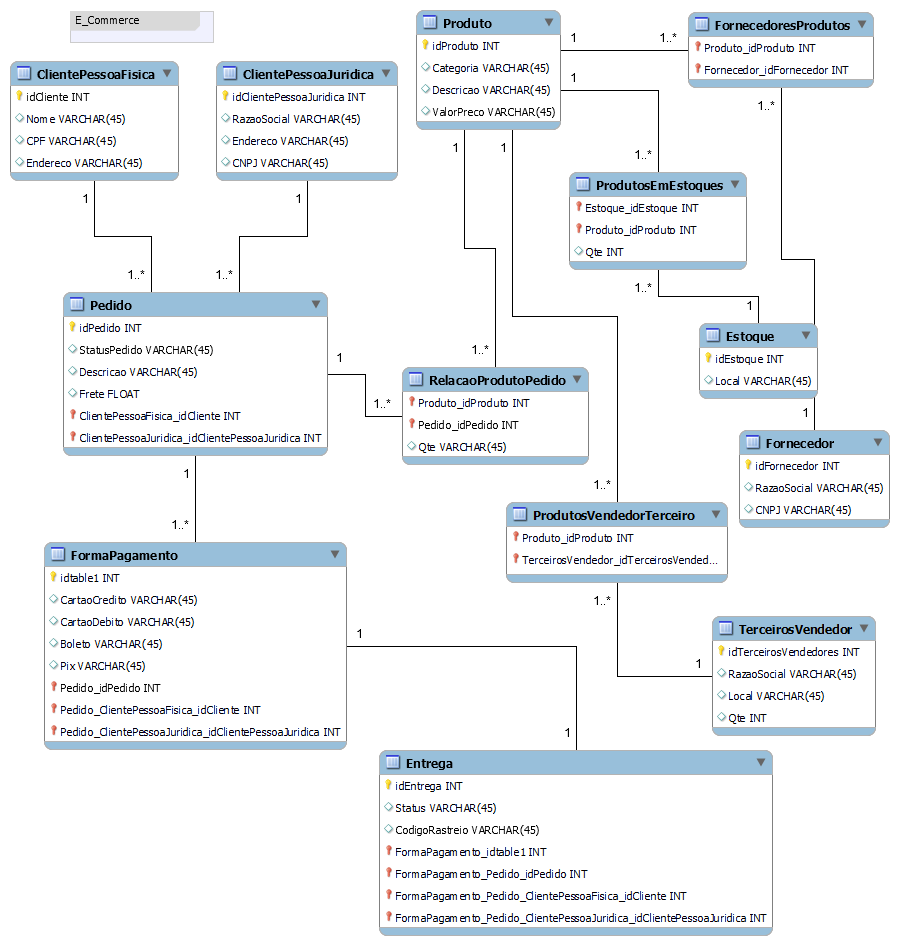 E_Commerce
ClientePessoaFisica
idCliente INT
Nome VARCHAR(45)
CPF VARCHAR(45)
Endereco VARCHAR(45)
ClientePessoaJuridica
idClientePessoaJuridica INT
RazaoSocial VARCHAR(45)
Endereco VARCHAR(45)
CNPJ VARCHAR(45)
Produto
idProduto INT
Categoria VARCHAR(45)
Descricao VARCHAR(45)
ValorPreco VARCHAR(45)
FornecedoresProdutos
Produto_idProduto INT
Fornecedor_idFornecedor INT
1
1..*
1
1..*
1..*
1
1
ProdutosEmEstoques
Estoque_idEstoque INT
Produto_idProduto INT
Qte INT
1
1
1..*
1..*
1..*
1
Pedido
idPedido INT
StatusPedido VARCHAR(45)
Descricao VARCHAR(45)
Frete FLOAT
ClientePessoaFisica_idCliente INT
ClientePessoaJuridica_idClientePessoaJuridica INT
Estoque
idEstoque INT
Local VARCHAR(45)
1
1..*
1..*
RelacaoProdutoPedido
Produto_idProduto INT
Pedido_idPedido INT
Qte VARCHAR(45)
1
Fornecedor
idFornecedor INT
RazaoSocial VARCHAR(45)
CNPJ VARCHAR(45)
1
1..*
1..*
ProdutosVendedorTerceiro
Produto_idProduto INT
TerceirosVendedor_idTerceirosVended...
FormaPagamento
idtable1 INT
CartaoCredito VARCHAR(45)
CartaoDebito VARCHAR(45)
Boleto VARCHAR(45)
Pix VARCHAR(45)
Pedido_idPedido INT
Pedido_ClientePessoaFisica_idCliente INT
Pedido_ClientePessoaJuridica_idClientePessoaJuridica INT
1..*
1
TerceirosVendedor
idTerceirosVendedores INT
RazaoSocial VARCHAR(45)
Local VARCHAR(45)
Qte INT
1
1
Entrega
idEntrega INT
Status VARCHAR(45)
CodigoRastreio VARCHAR(45)
FormaPagamento_idtable1 INT
FormaPagamento_Pedido_idPedido INT
FormaPagamento_Pedido_ClientePessoaFisica_idCliente INT
FormaPagamento_Pedido_ClientePessoaJuridica_idClientePessoaJuridica INT